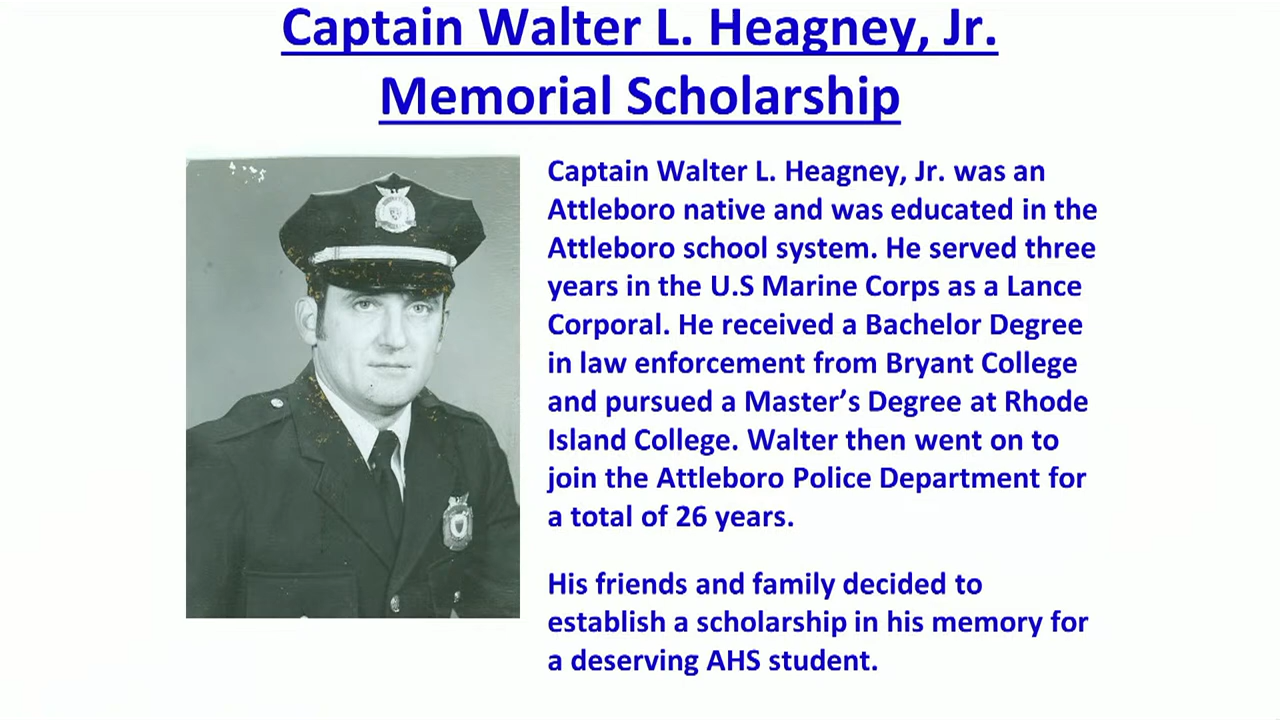 Captain Walter L. Heagney, Jr.
Memorial Scholarship
Captain Walter L. Heagney, Jr. was an
Attleboro native and was educated in the
Attleboro school system. He served three
years in the U.S Marine Corps as a Lance
Corporal. He received a Bachelor Degree
in law enforcement from Bryant College
and pursued a Master’s Degree at Rhode
Island College. Walter then went on to
join the Attleboro Police Department for
a total of 26 years.
His friends and family decided to
establish a scholarship in his memory for
a deserving AHS student.